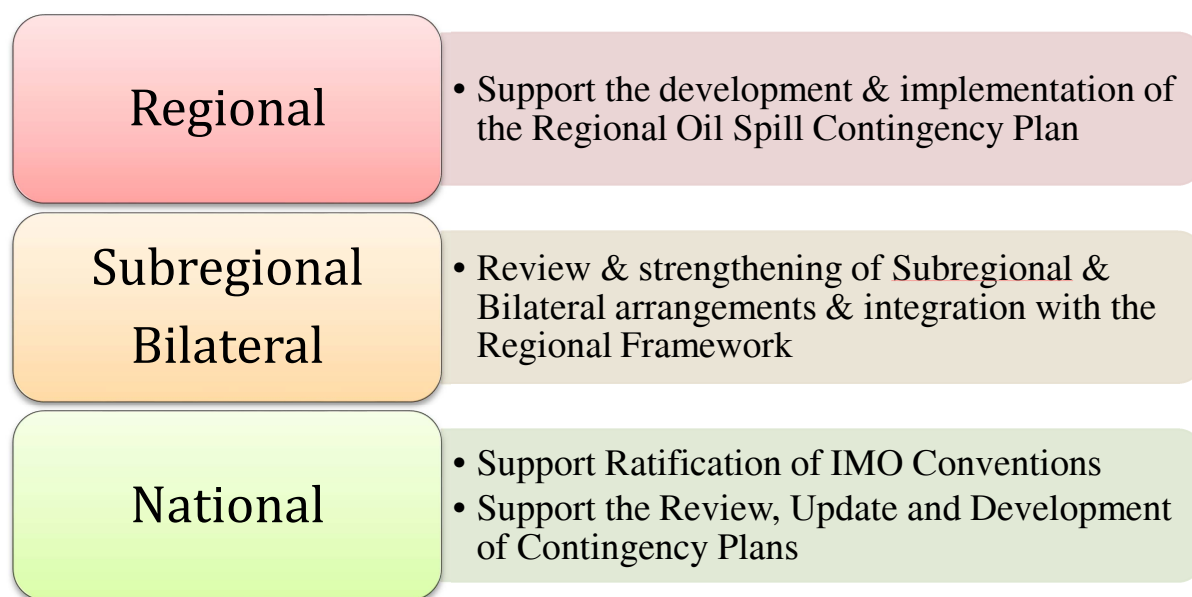 Regional
• Support the development & implementation of
the Regional Oil Spill Contingency Plan
Subregional
Bilateral
• Review & strengthening of Subregional &
Bilateral arrangements & integration with the
Regional Framework
National
• Support Ratification of IMO Conventions
• Support the Review, Update and Development
of Contingency Plans